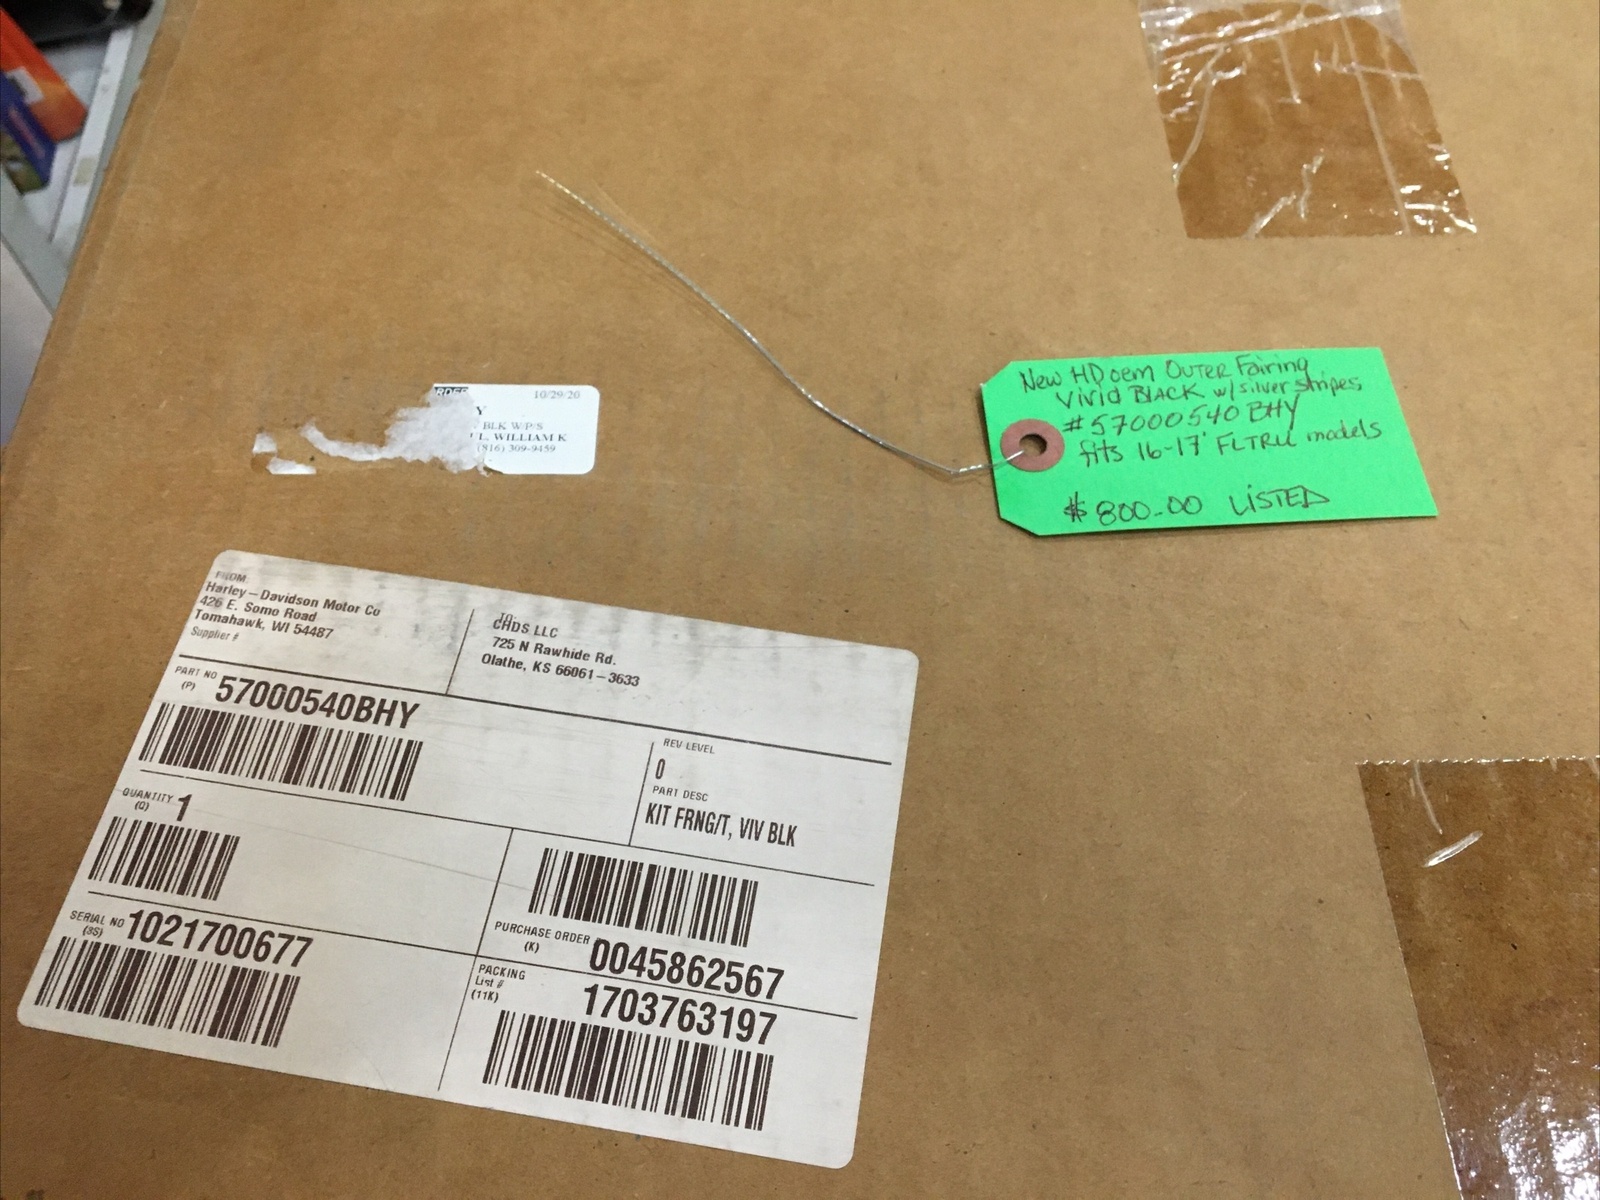 10/29/20
Y
BLK W/P/S
L, WILLIAM K
(816) 309-9459
New HD oem OUTER Fairing
Vivid BLACK w/silver stripes
#57000540BHY
fits 16-17' FLTRU models
$800.00 LiSTED
FROM:
Harley-Davidson Motor Co
426 E. Somo Road
Tomahawk, WI 54487
Supplier #
TO:
CHDS LLC
725 N Rawhide Rd.
Olathe, KS 66061-3633
PART NO
(P)
57000540BHY
REV LEVEL
0
PART DESC
KIT FRNG/T, VIV BLK
QUANTITY
(Q)
1
PURCHASE ORDER
(K)
0045862567
SERIAL NO
(3S)
1021700677
PACKING
List #
(11K)
1703763197